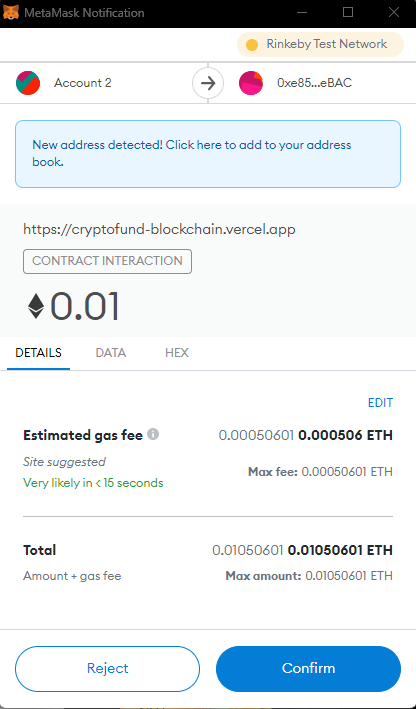 MetaMask Notification
Rinkeby Test Network
Account 2
0xe85...eBAC
New address detected! Click here to add to your address
book.
https://cryptofund-blockchain.vercel.app
CONTRACT INTERACTION
0.01
DETAILS DATA HEX
EDIT
Estimated gas fee 0.00050601 0.000506 ETH
Site suggested Max fee: 0.00050601 ETH
Very likely in < 15 seconds
Total 0.01050601 0.01050601 ETH
Amount + gas fee Max amount: 0.01050601 ETH
Reject Confirm